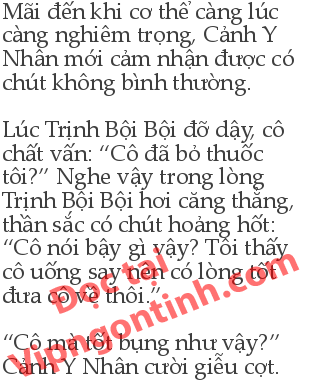 Mãi đến khi cơ thể càng lúc
càng nghiêm trọng, Cảnh Y
Nhân mới cảm nhận được có
chút không bình thường.
Lúc Trịnh Bội Bội đỡ dậy, cô
chất vấn: “Cô đã bỏ thuốc
tôi?” Nghe vậy trong lòng
Trịnh Bội Bội hơi căng thẳng,
thần sắc có chút hoảng hốt:
“Cô nói bậy gì vậy? Tôi thấy
cô uống say nên có lòng tốt
đưa cô về thôi.”
“Cô mà tốt bụng như vậy?”
Cảnh Y Nhân cười giễu cợt.
Đọc tại
Vipngontinh.com